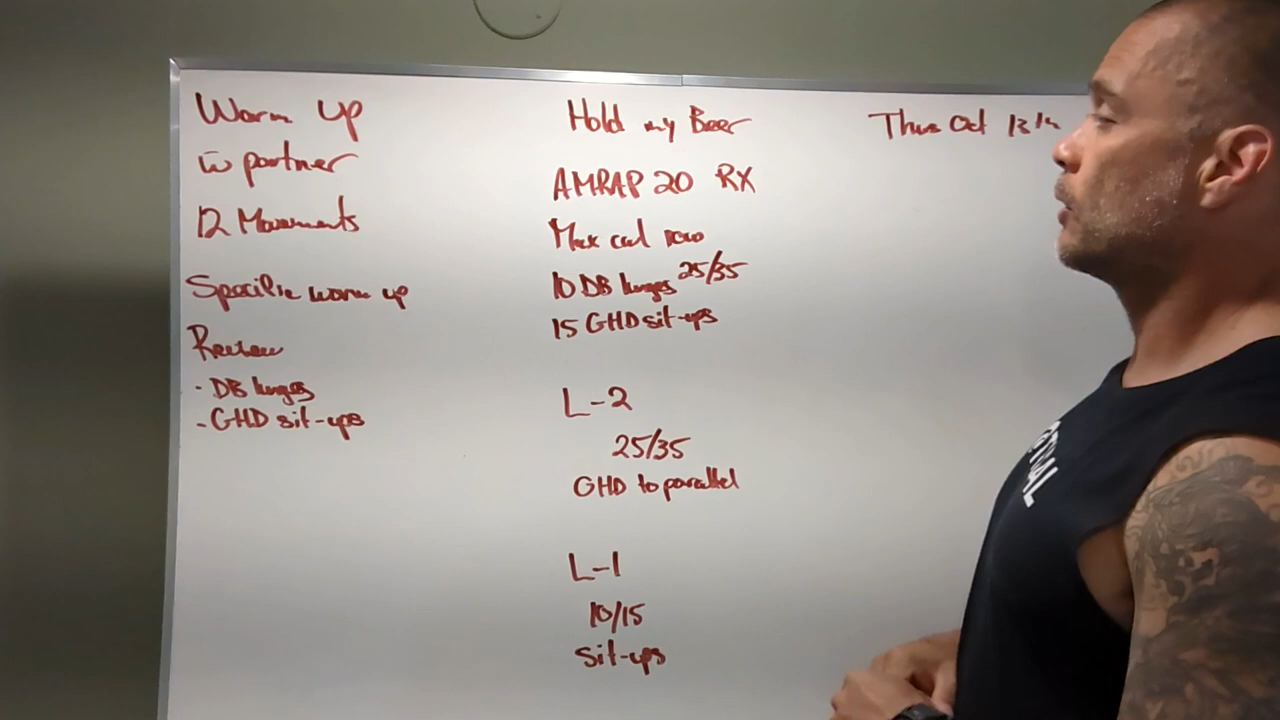 Warm up
w̄ partner
12 Movements
Specific warm up
Review
- DB lunges
- GHD sit-ups
Hold my Beer
AMRAP 20 RX
Max cal row
10 DB lunges 25/35
15 GHD sit-ups
L-2
25/35
GHD to parallel
L-1
10/15
sit-ups
Thurs Oct 13th